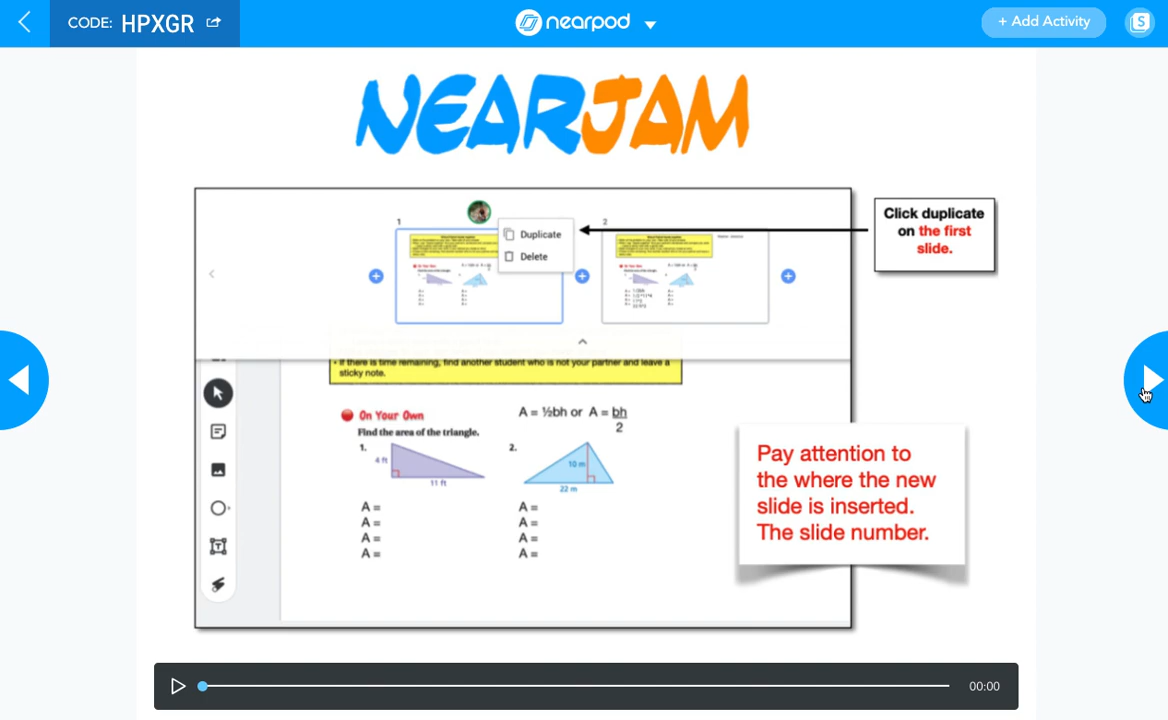 CODE: HPXGR
nearpod
+ Add Activity
S
NEARJAM
1
Duplicate
Delete
2
Click duplicate
on the first
slide.
• If there is time remaining, find another student who is not your partner and leave a
sticky note.
On Your Own
Find the area of the triangle.
A = ½bh or A = bh
2
1.
4 ft
11 ft
2.
10 m
22 m
A =
A =
A =
A =
A =
A =
A =
A =
T
Pay attention to
the where the new
slide is inserted.
The slide number.
00:00